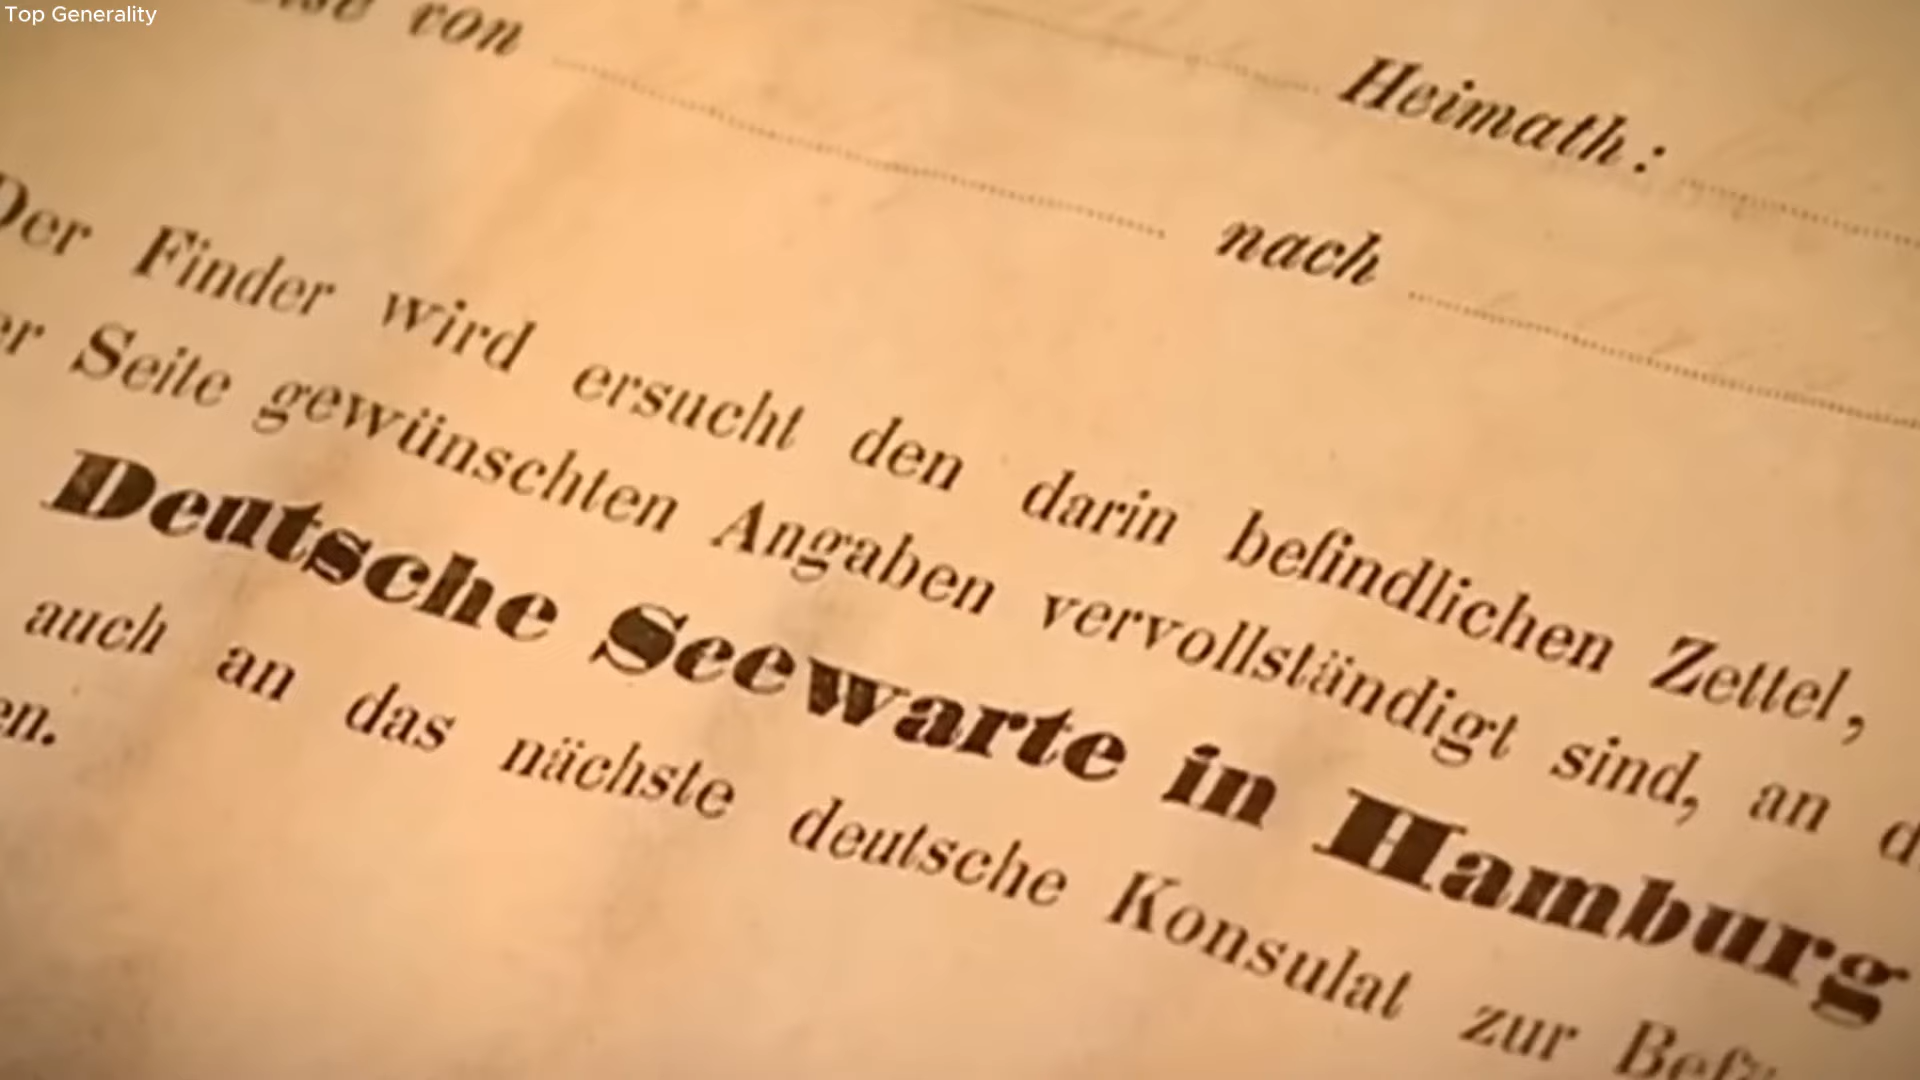 Top Generality
Heimath:
von
nach
Der Finder wird ersucht den darin befindlichen Zettel,
Seite gewünschten Angaben vervollständigt sind, an
Deutsche Seewarte in Hamburg
auch an das nächste deutsche Konsulat zur
en.